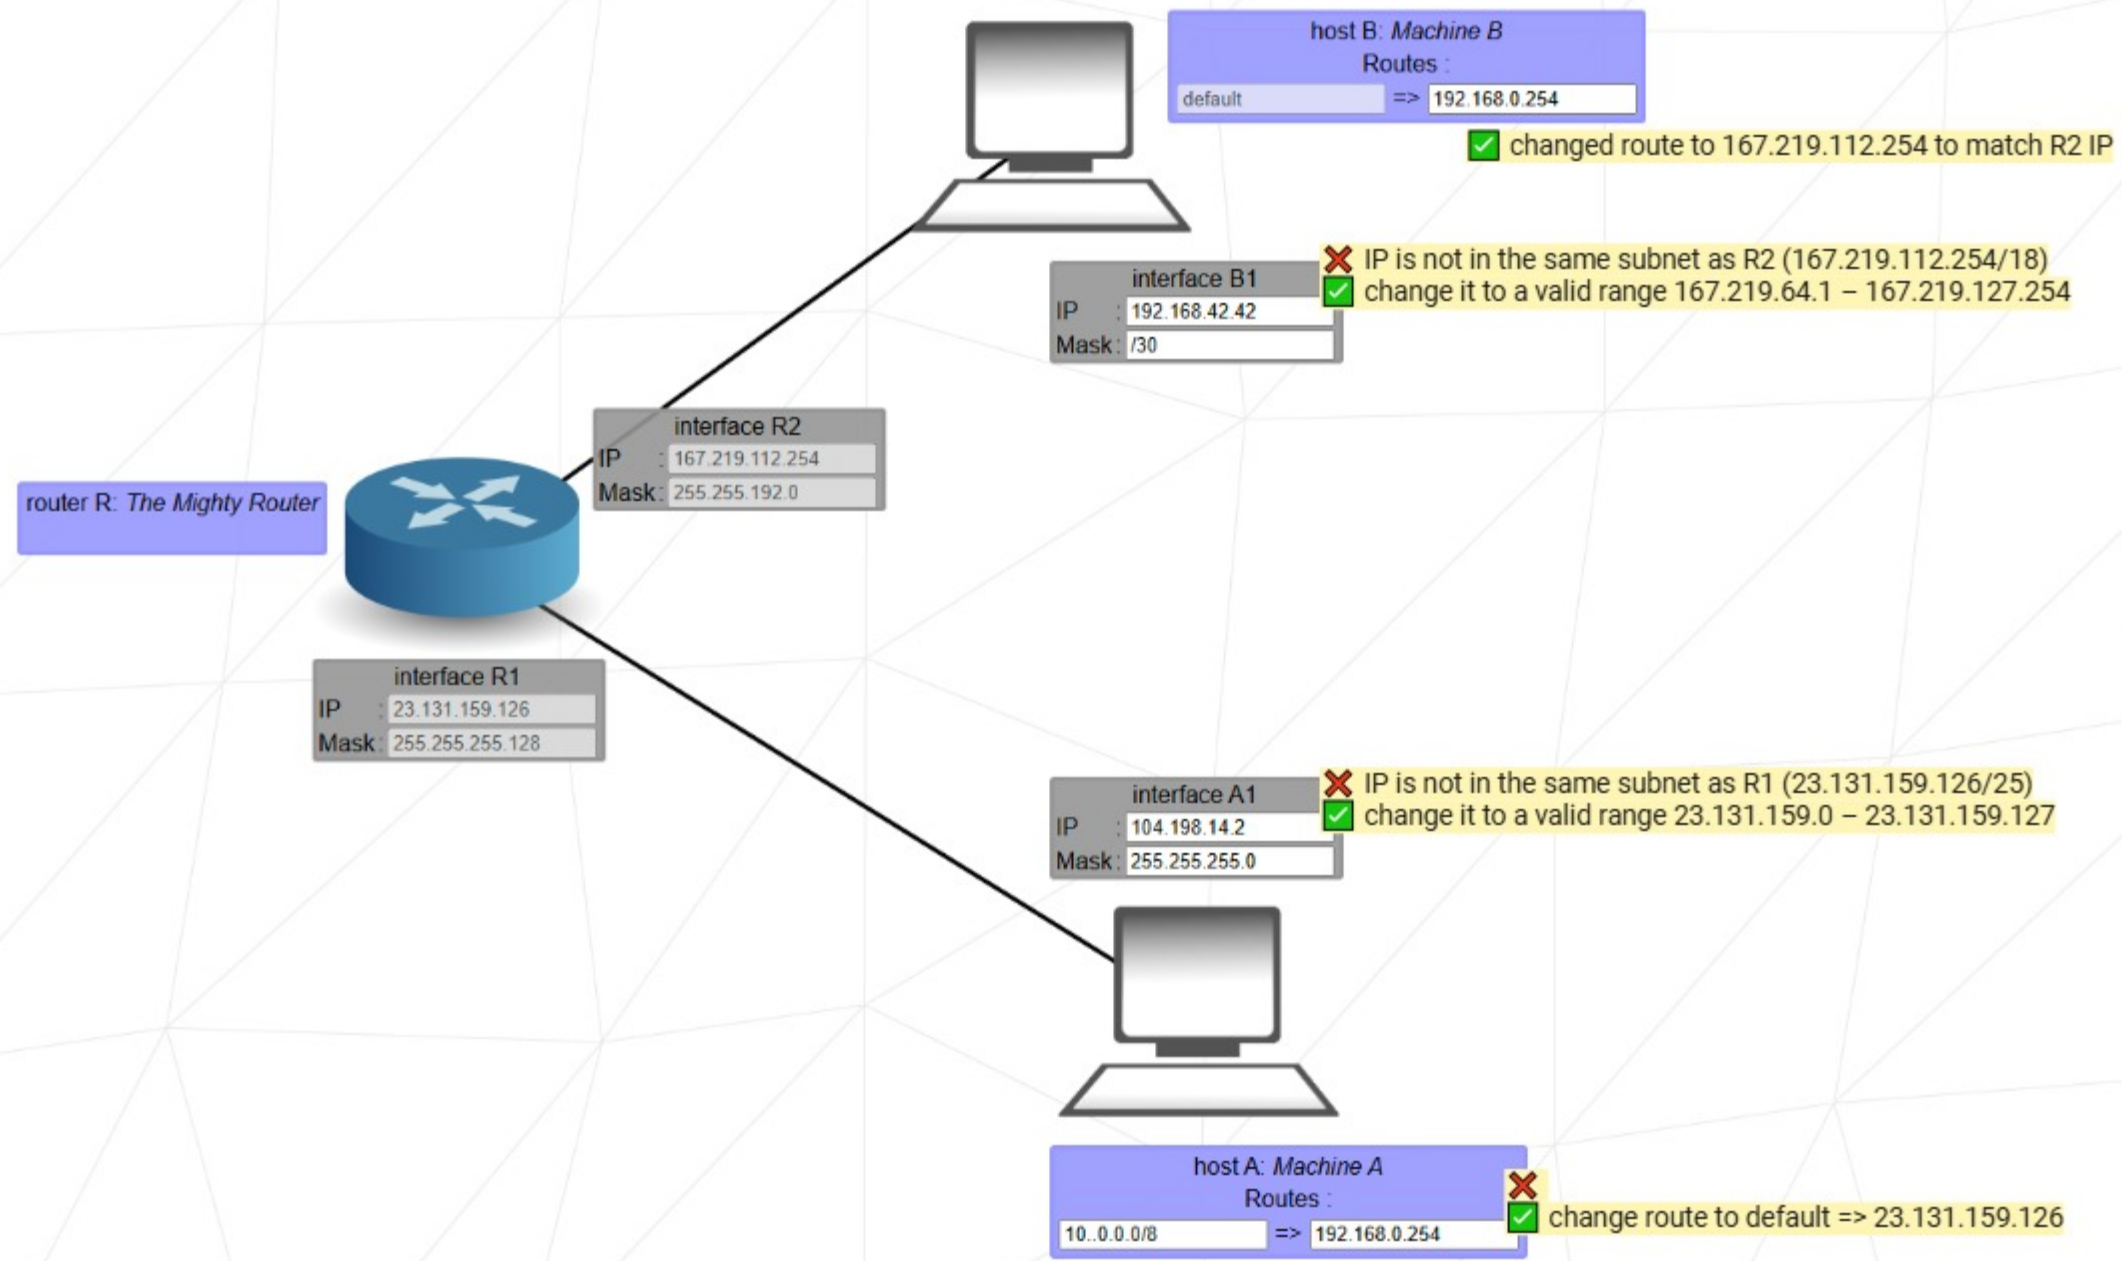 host B: Machine B
Routes :
default => 192.168.0.254
✅ changed route to 167.219.112.254 to match R2 IP
interface B1
IP : 192.168.42.42
Mask : /30
❌ IP is not in the same subnet as R2 (167.219.112.254/18)
✅ change it to a valid range 167.219.64.1 – 167.219.127.254
interface R2
IP : 167.219.112.254
Mask : 255.255.192.0
router R: The Mighty Router
interface R1
IP : 23.131.159.126
Mask : 255.255.255.128
interface A1
IP : 104.198.14.2
Mask : 255.255.255.0
❌ IP is not in the same subnet as R1 (23.131.159.126/25)
✅ change it to a valid range 23.131.159.0 – 23.131.159.127
host A: Machine A
Routes :
10..0.0.0/8 => 192.168.0.254
❌
✅ change route to default => 23.131.159.126